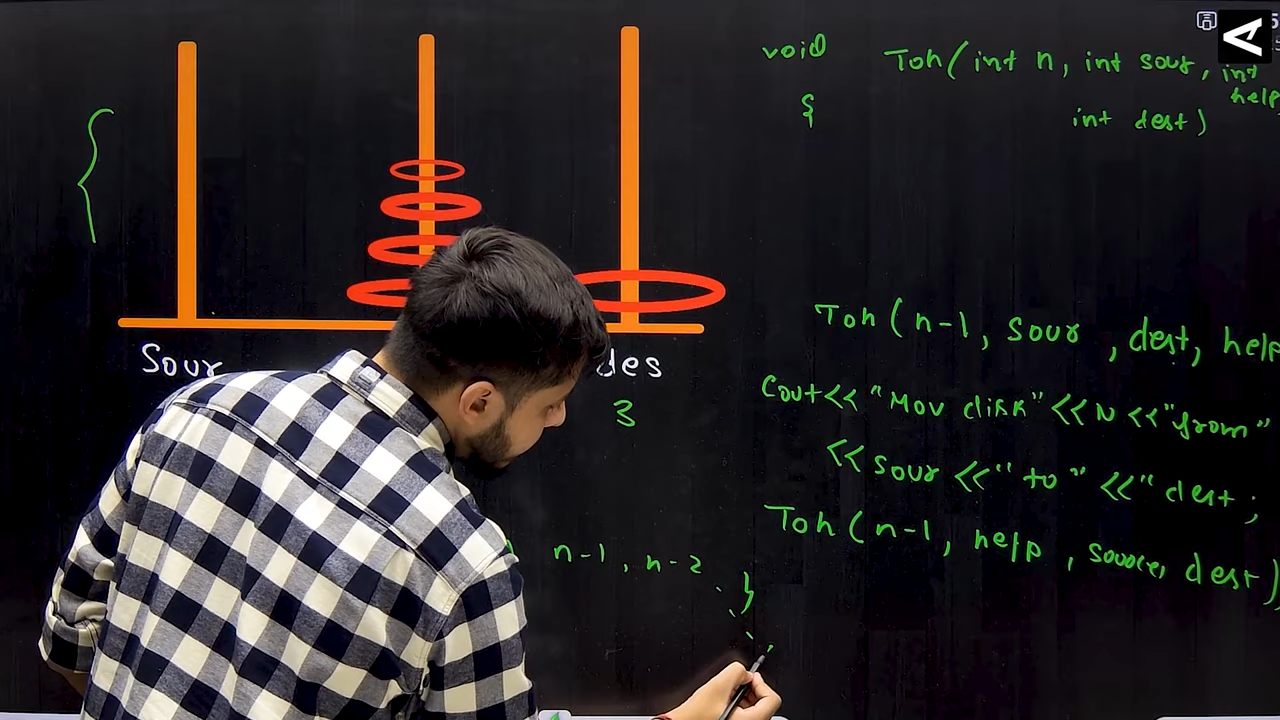 void Toh(int n, int sour, int help,
{ int dest)
Toh(n-1, sour, dest, help
Cout<< "Mov disk" << N <<"from"
<< sour <<" to" <<" dest;
Toh(n-1, help, source, dest)
}
Sour des
3
n-1, n-2